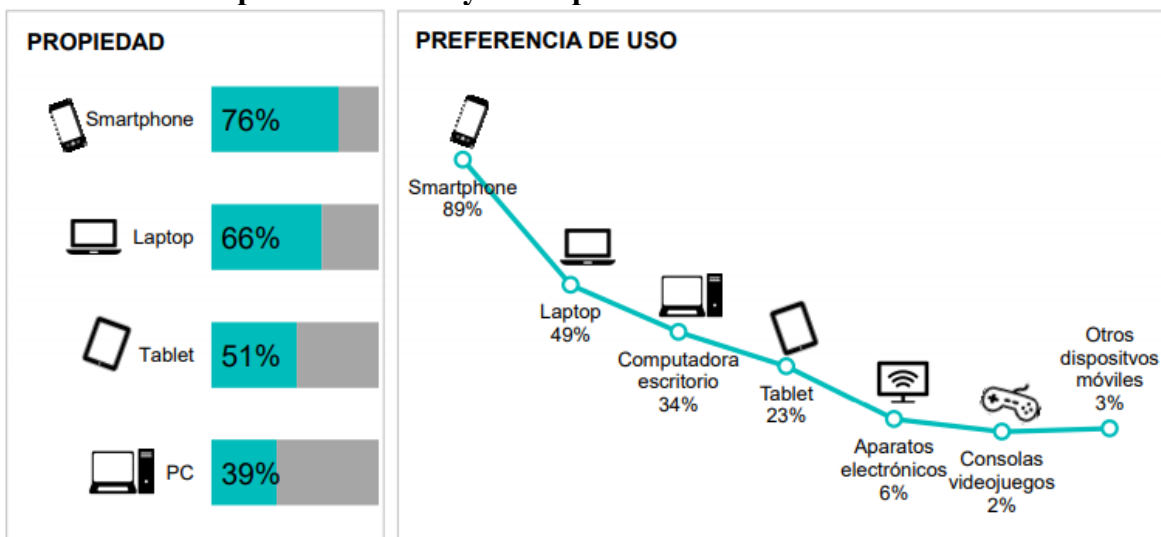 PROPIEDAD
Smartphone 76%
Laptop 66%
Tablet 51%
PC 39%
PREFERENCIA DE USO
Smartphone
89%
Laptop
49%
Computadora
escritorio
34%
Tablet
23%
Aparatos
electrónicos
6%
Consolas
videojuegos
2%
Otros
dispositvos
móviles
3%